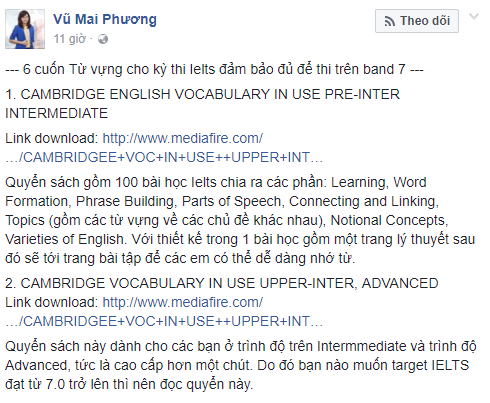 Vũ Mai Phương
Theo dõi
11 giờ ·
--- 6 cuốn Từ vựng cho kỳ thi Ielts đảm bảo đủ để thi trên band 7 ---
1. CAMBRIDGE ENGLISH VOCABULARY IN USE PRE-INTER
INTERMEDIATE
Link download: http://www.mediafire.com/
…/CAMBRIDGEE+VOC+IN+USE++UPPER+INT…
Quyển sách gồm 100 bài học Ielts chia ra các phần: Learning, Word
Formation, Phrase Building, Parts of Speech, Connecting and Linking,
Topics (gồm các từ vựng về các chủ đề khác nhau), Notional Concepts,
Varieties of English. Với thiết kế trong 1 bài học gồm một trang lý thuyết sau
đó sẽ tới trang bài tập để các em có thể dễ dàng nhớ từ.
2. CAMBRIDGE VOCABULARY IN USE UPPER-INTER, ADVANCED
Link download: http://www.mediafire.com/
…/CAMBRIDGEE+VOC+IN+USE++UPPER+INT…
Quyển sách này dành cho các bạn ở trình độ trên Intermmediate và trình độ
Advanced, tức là cao cấp hơn một chút. Do đó bạn nào muốn target IELTS
đạt từ 7.0 trở lên thì nên đọc quyển này.